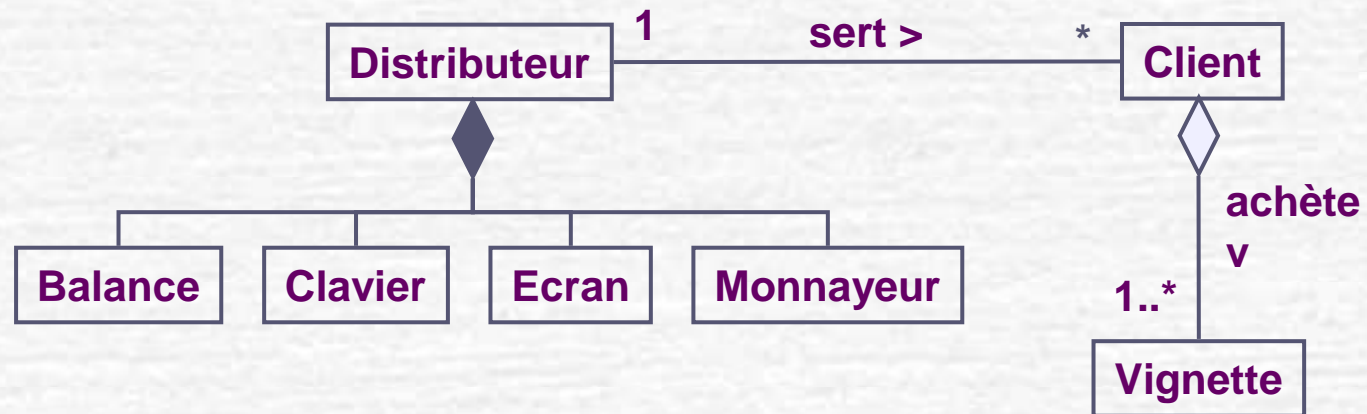 1
sert >
*
Distributeur
Client
achète
v
Balance
Clavier
Ecran
Monnayeur
1..*
Vignette